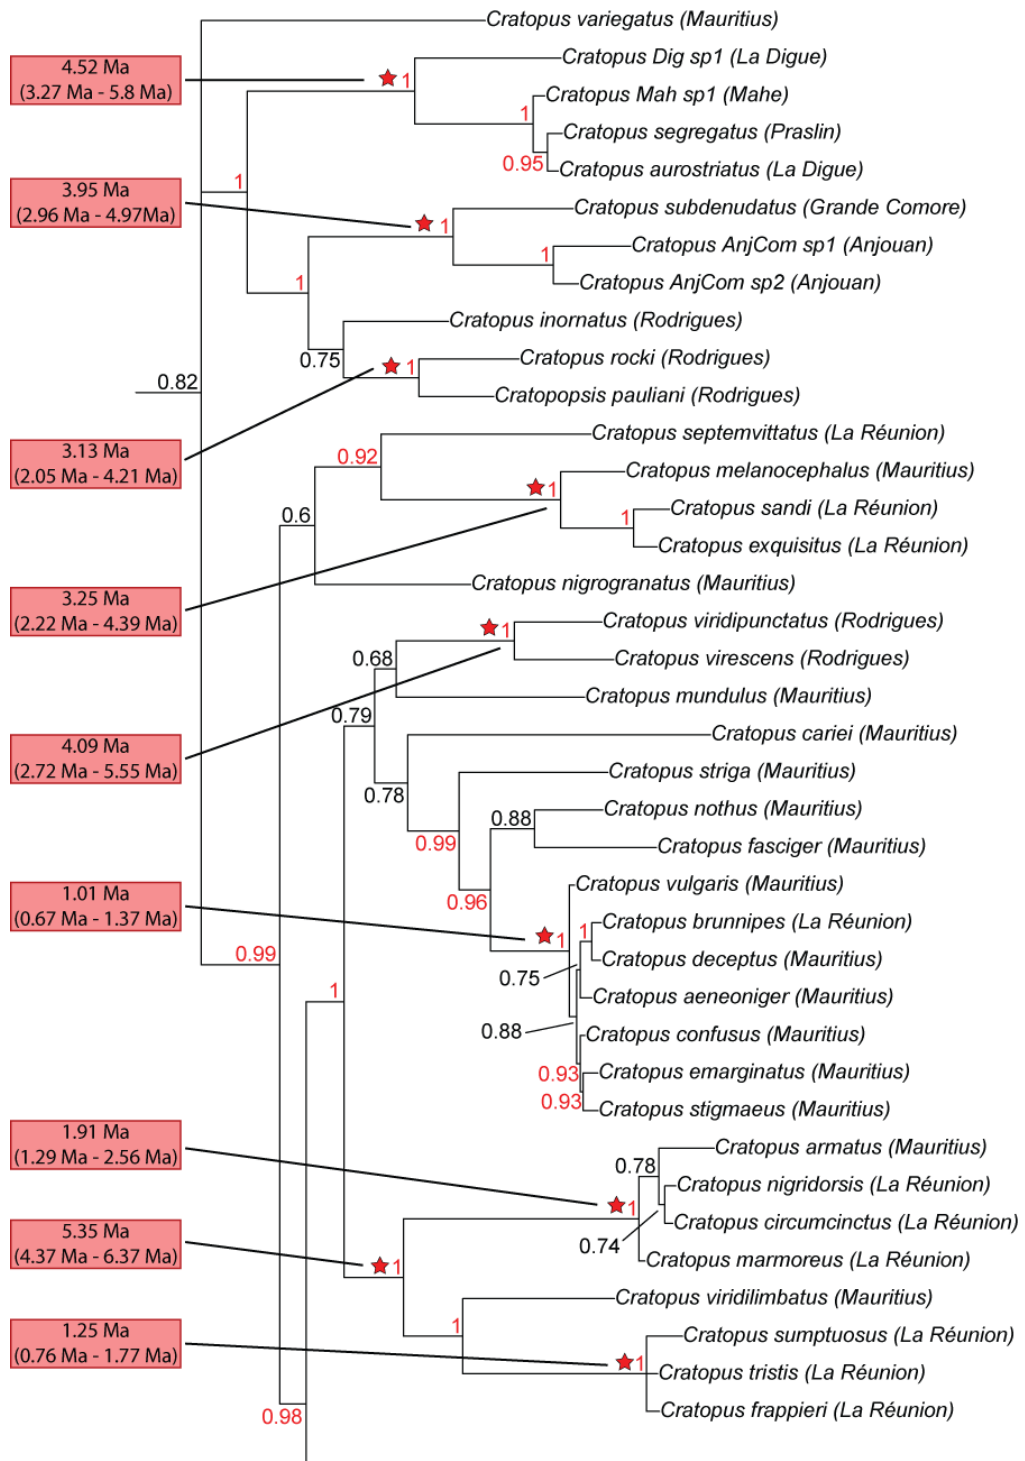 Cratopus variegatus (Mauritius)
4.52 Ma
(3.27 Ma - 5.8 Ma)
1
Cratopus Dig sp1 (La Digue)
Cratopus Mah sp1 (Mahe)
1
Cratopus segregatus (Praslin)
0.95
Cratopus aurostriatus (La Digue)
1
3.95 Ma
(2.96 Ma - 4.97Ma)
Cratopus subdenudatus (Grande Comore)
1
Cratopus AnjCom sp1 (Anjouan)
1
Cratopus AnjCom sp2 (Anjouan)
1
Cratopus inornatus (Rodrigues)
0.75
Cratopus rocki (Rodrigues)
1
0.82
Cratopopsis pauliani (Rodrigues)
3.13 Ma
(2.05 Ma - 4.21 Ma)
Cratopus septemvittatus (La Réunion)
0.92
Cratopus melanocephalus (Mauritius)
1
Cratopus sandi (La Réunion)
0.6
1
Cratopus exquisitus (La Réunion)
Cratopus nigrogranatus (Mauritius)
3.25 Ma
(2.22 Ma - 4.39 Ma)
Cratopus viridipunctatus (Rodrigues)
1
0.68
Cratopus virescens (Rodrigues)
Cratopus mundulus (Mauritius)
0.79
Cratopus cariei (Mauritius)
4.09 Ma
(2.72 Ma - 5.55 Ma)
Cratopus striga (Mauritius)
0.78
Cratopus nothus (Mauritius)
0.88
0.99
Cratopus fasciger (Mauritius)
Cratopus vulgaris (Mauritius)
1.01 Ma
(0.67 Ma - 1.37 Ma)
0.96
Cratopus brunnipes (La Réunion)
1
1
0.99
Cratopus deceptus (Mauritius)
0.75
1
Cratopus aeneoniger (Mauritius)
0.88
Cratopus confusus (Mauritius)
0.93
Cratopus emarginatus (Mauritius)
0.93
Cratopus stigmaeus (Mauritius)
1.91 Ma
(1.29 Ma - 2.56 Ma)
Cratopus armatus (Mauritius)
0.78
Cratopus nigridorsis (La Réunion)
1
Cratopus circumcinctus (La Réunion)
0.74
5.35 Ma
(4.37 Ma - 6.37 Ma)
Cratopus marmoreus (La Réunion)
1
Cratopus viridilimbatus (Mauritius)
1
1.25 Ma
(0.76 Ma - 1.77 Ma)
Cratopus sumptuosus (La Réunion)
1
Cratopus tristis (La Réunion)
0.98
Cratopus frappieri (La Réunion)